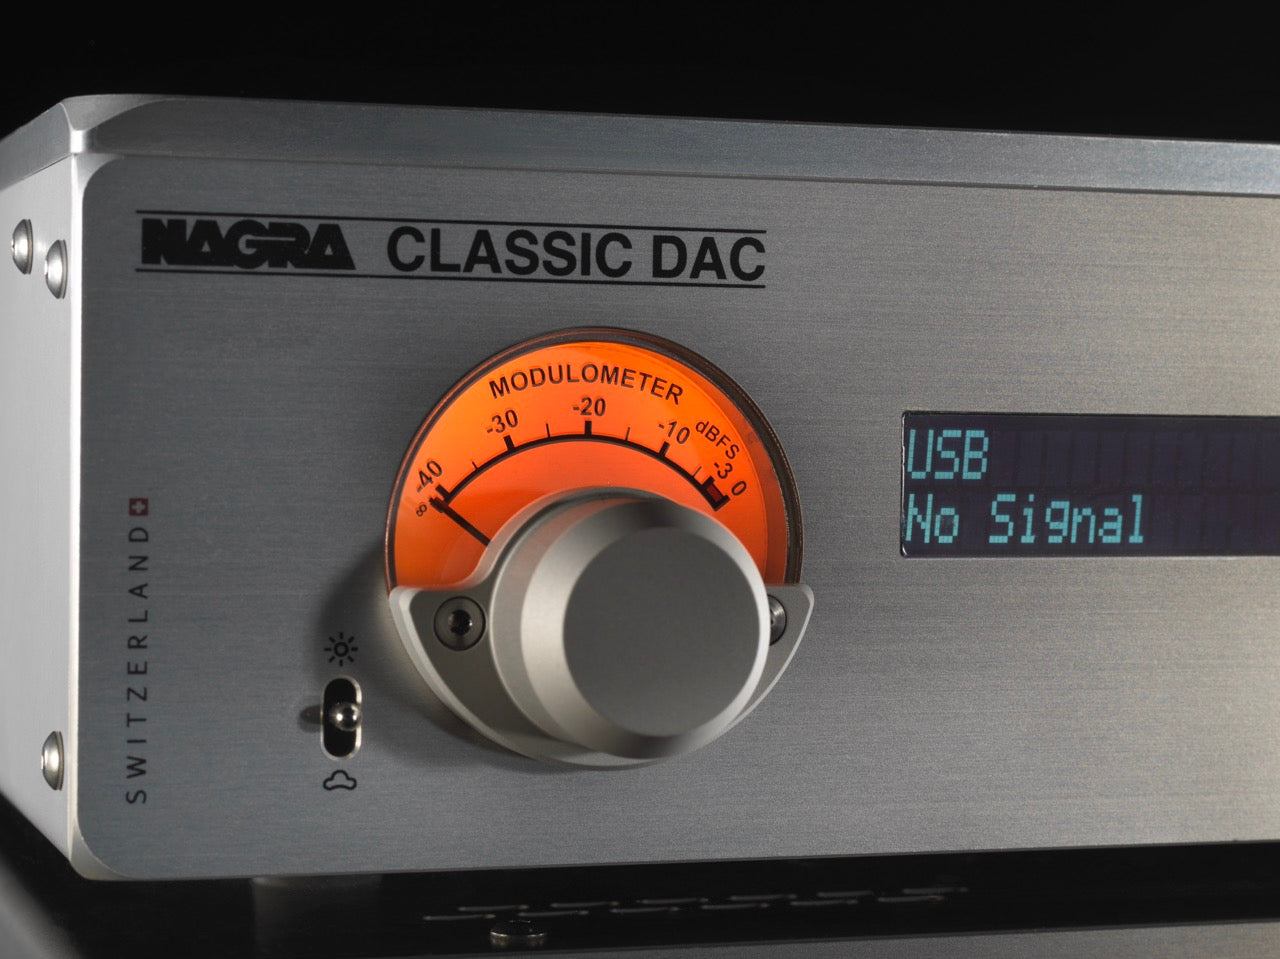 NAGRA CLASSIC DAC
MODULOMETER
-40 -30 -20 -10 -3 0
dBFS
∞
USB
No Signal
SWITZERLAND